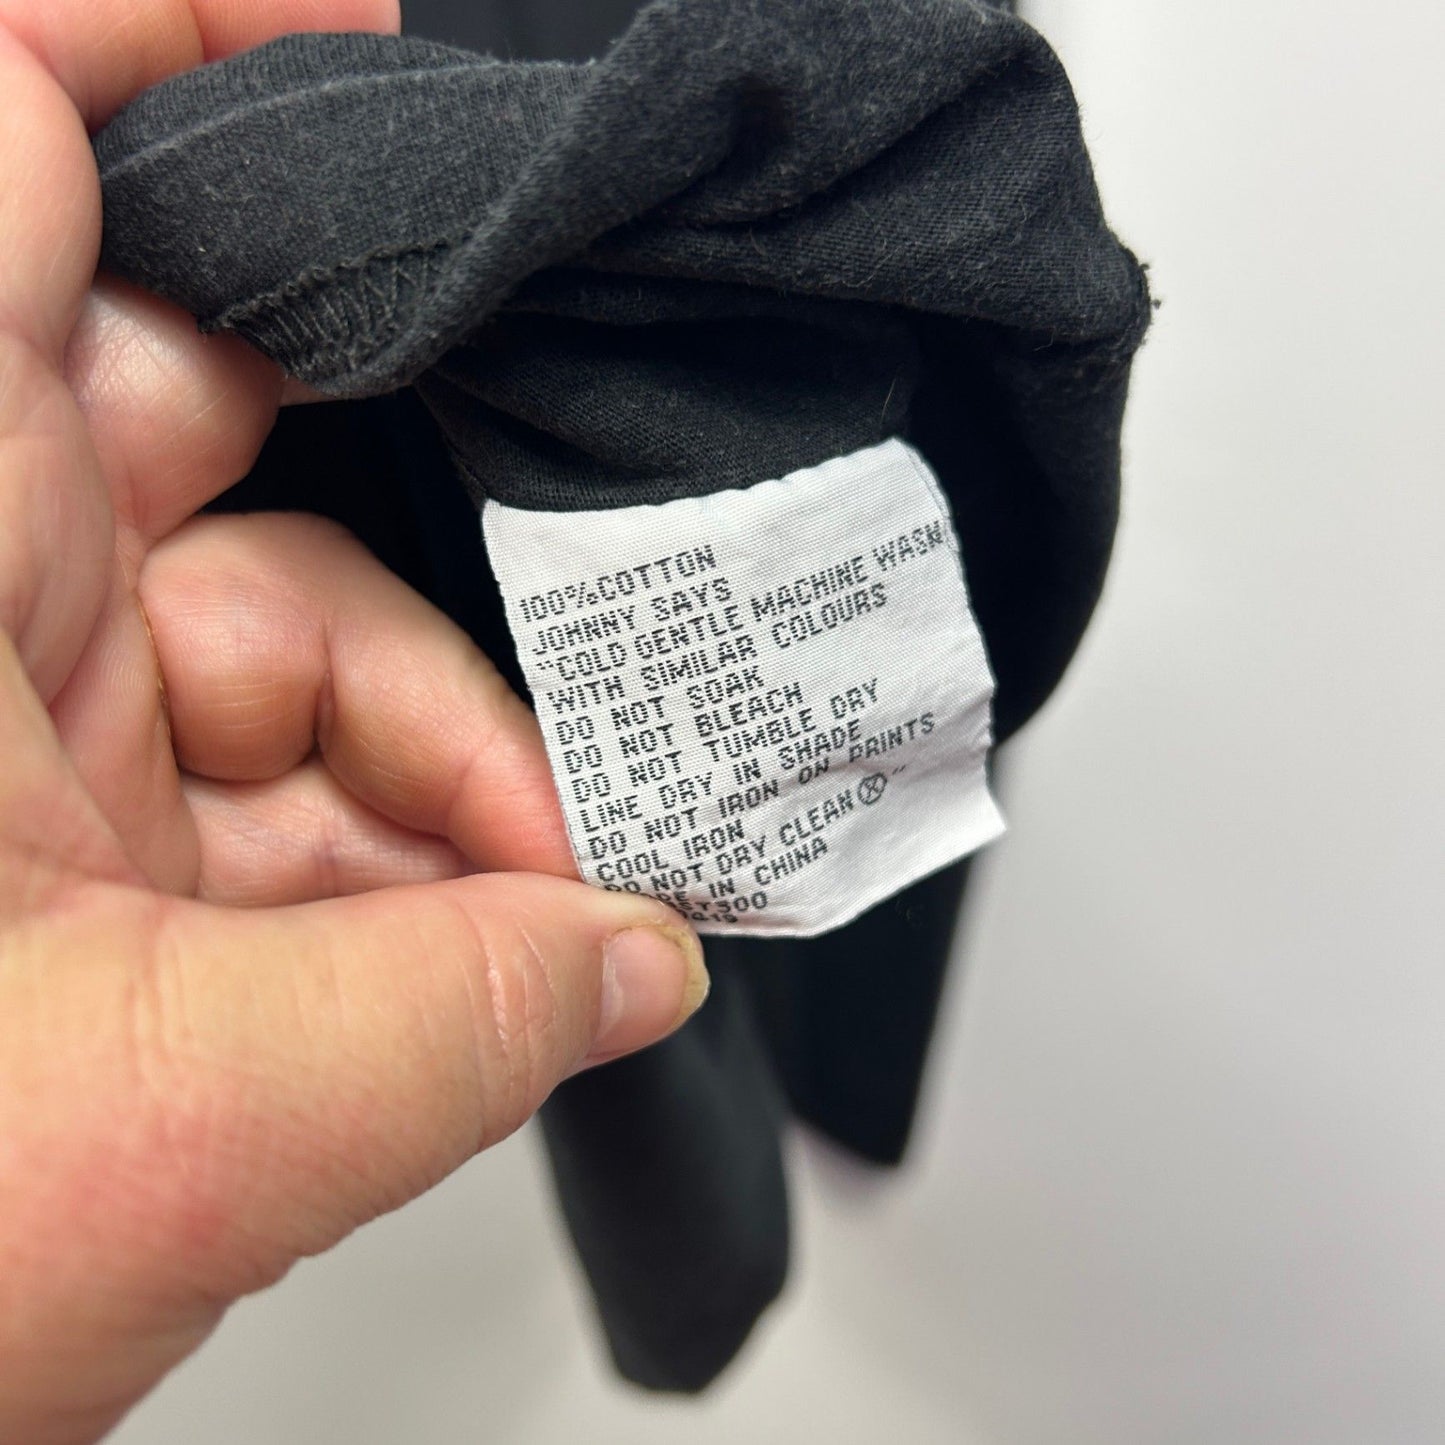 100%COTTON
JOHNNY SAYS
"COLD GENTLE MACHINE WASH
WITH SIMILAR COLOURS
DO NOT SOAK
DO NOT BLEACH
DO NOT TUMBLE DRY
LINE DRY IN SHADE
DO NOT IRON ON PRINTS
COOL IRON
DO NOT DRY CLEAN Ⓧ"
IN CHINA